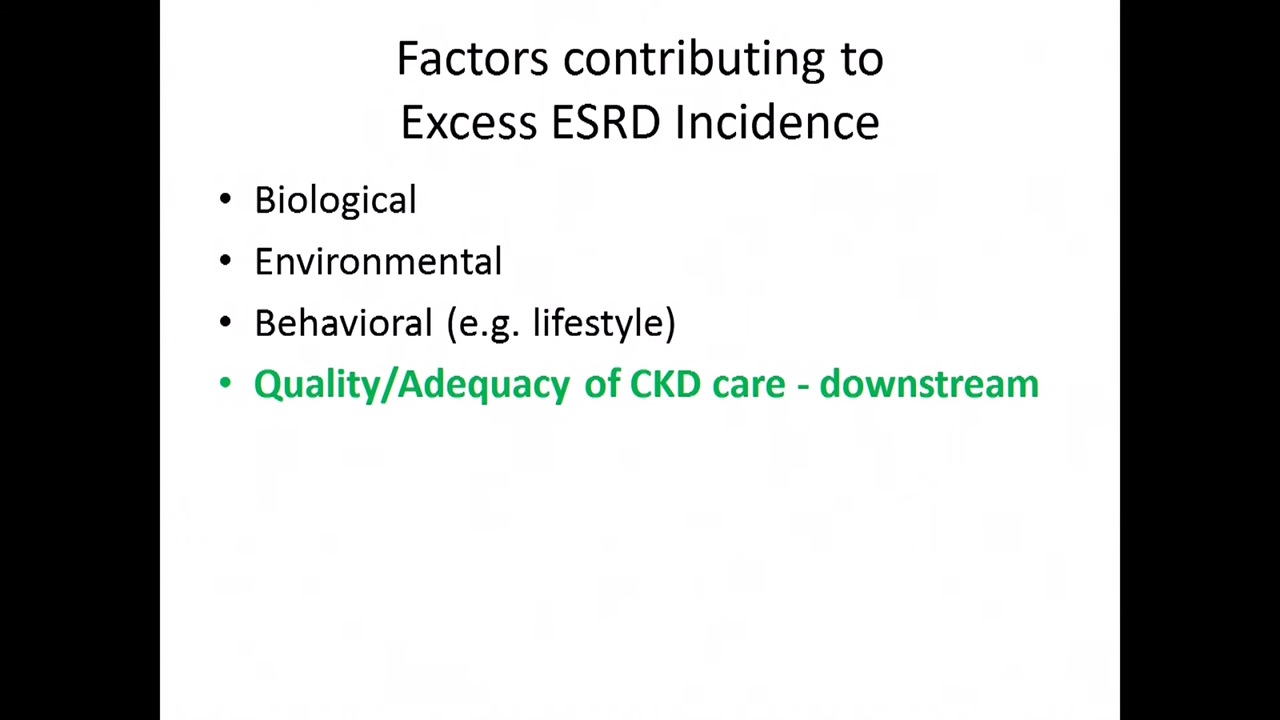 Factors contributing to
Excess ESRD Incidence
• Biological
• Environmental
• Behavioral (e.g. lifestyle)
• Quality/Adequacy of CKD care - downstream